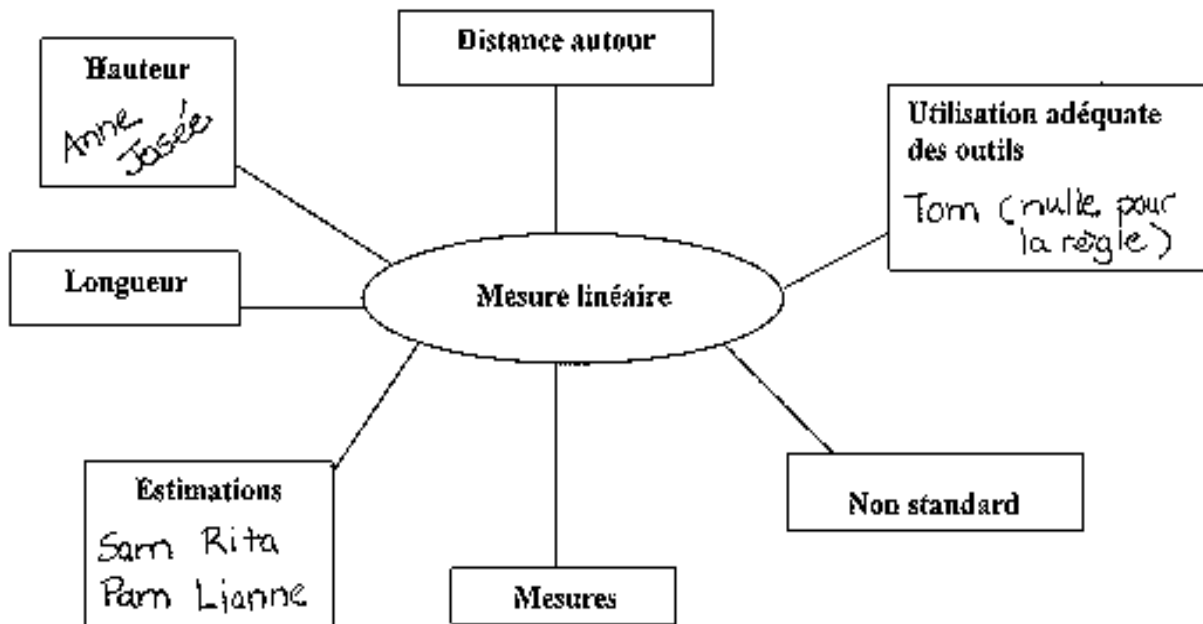 Distance autour
Hauteur
Anne
Josée
Utilisation adéquate
des outils
Tom (nulle pour
la règle)
Longueur
Mesure linéaire
Estimations
Sam Rita
Pam Lianne
Non standard
Mesures